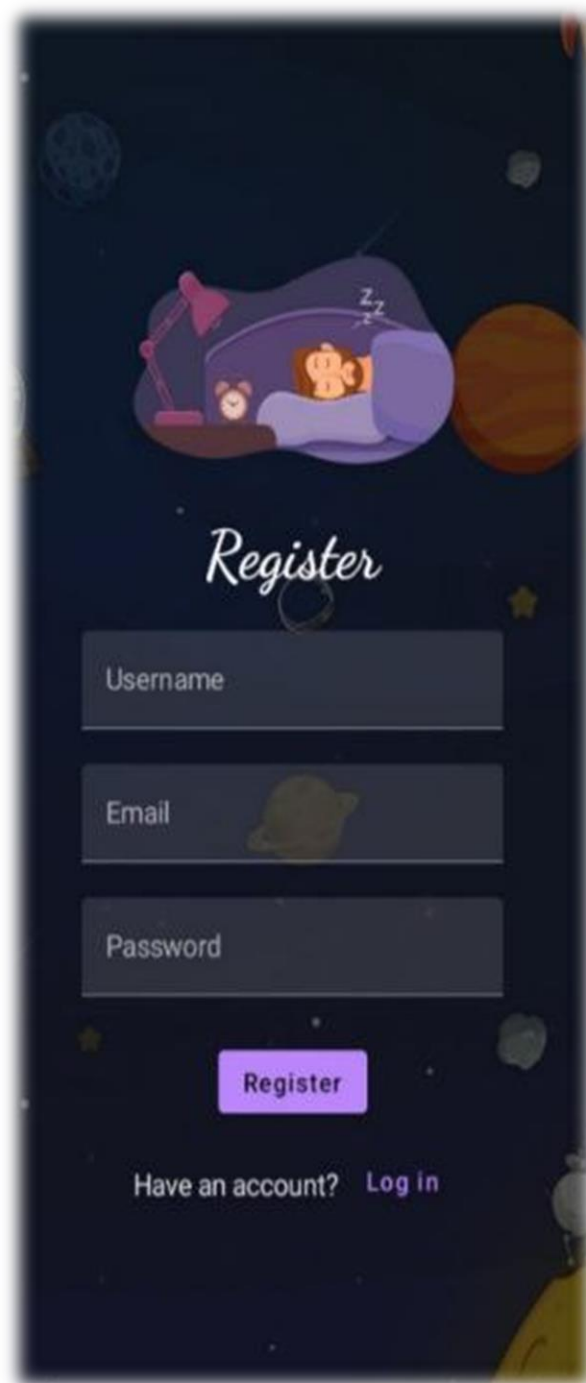 Z
Z
Z
Register
Username
Email
Password
Register
Have an account? Log in